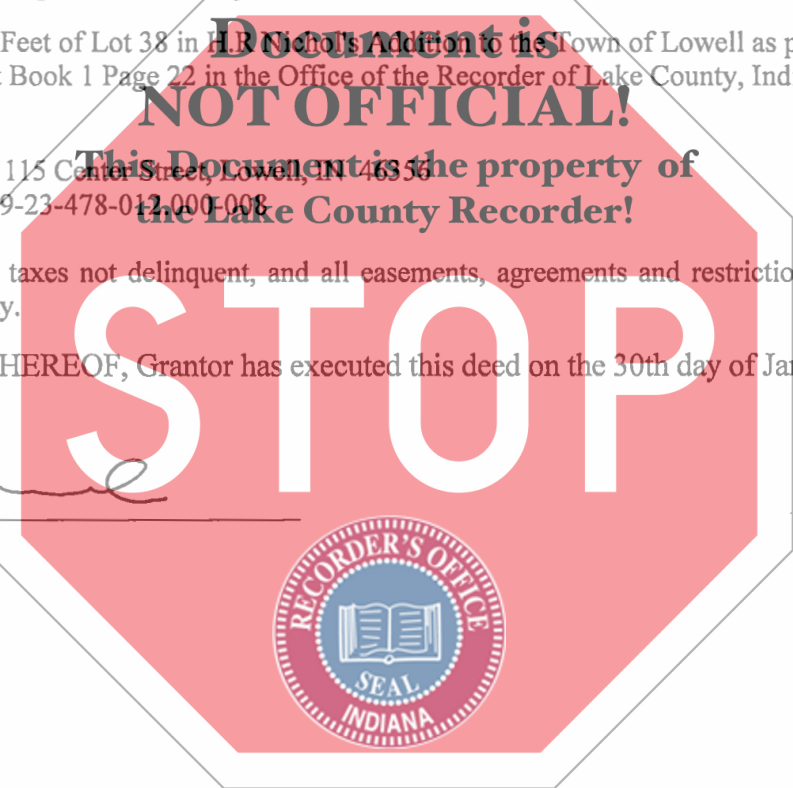 Document is
Feet of Lot 38 in H.R Nichol's Addition to the Town of Lowell as p
Book 1 Page 22 in the Office of the Recorder of Lake County, Ind
NOT OFFICIAL!
This Document is the property of
115 Center Street, Lowell, IN 46356
9-23-478-012.000-008
the Lake County Recorder!
taxes not delinquent, and all easements, agreements and restrictio
y.
HEREOF, Grantor has executed this deed on the 30th day of Jan
STOP
RECORDER'S OFFICE
SEAL
INDIANA